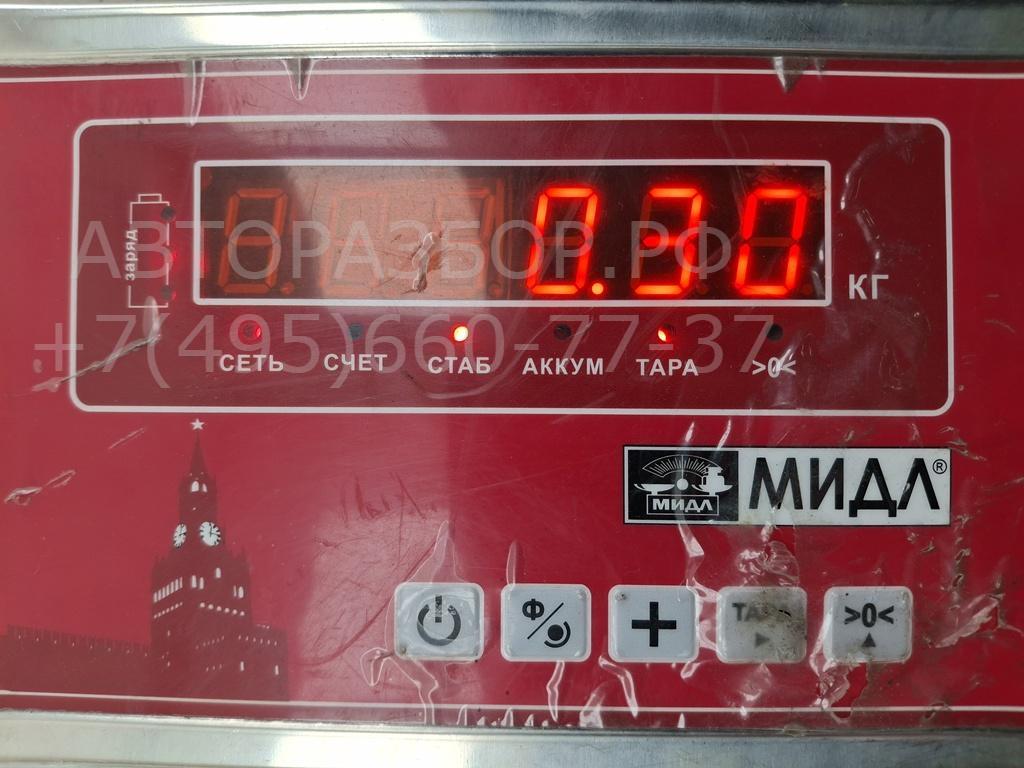 0.30
КГ
заряд
АВТОРАЗБОР.РФ
+7(495)660-77-37
СЕТЬ СЧЕТ СТАБ АККУМ ТАРА >0<
МИДЛ МИДЛ®
Ф + >0<